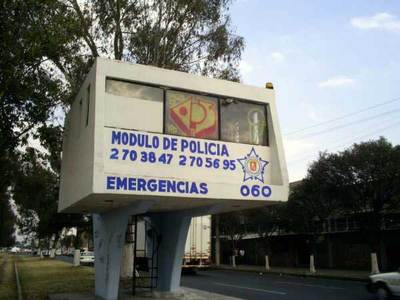 MODULO DE POLICIA
2 70 38 47 2 70 56 95
EMERGENCIAS 060